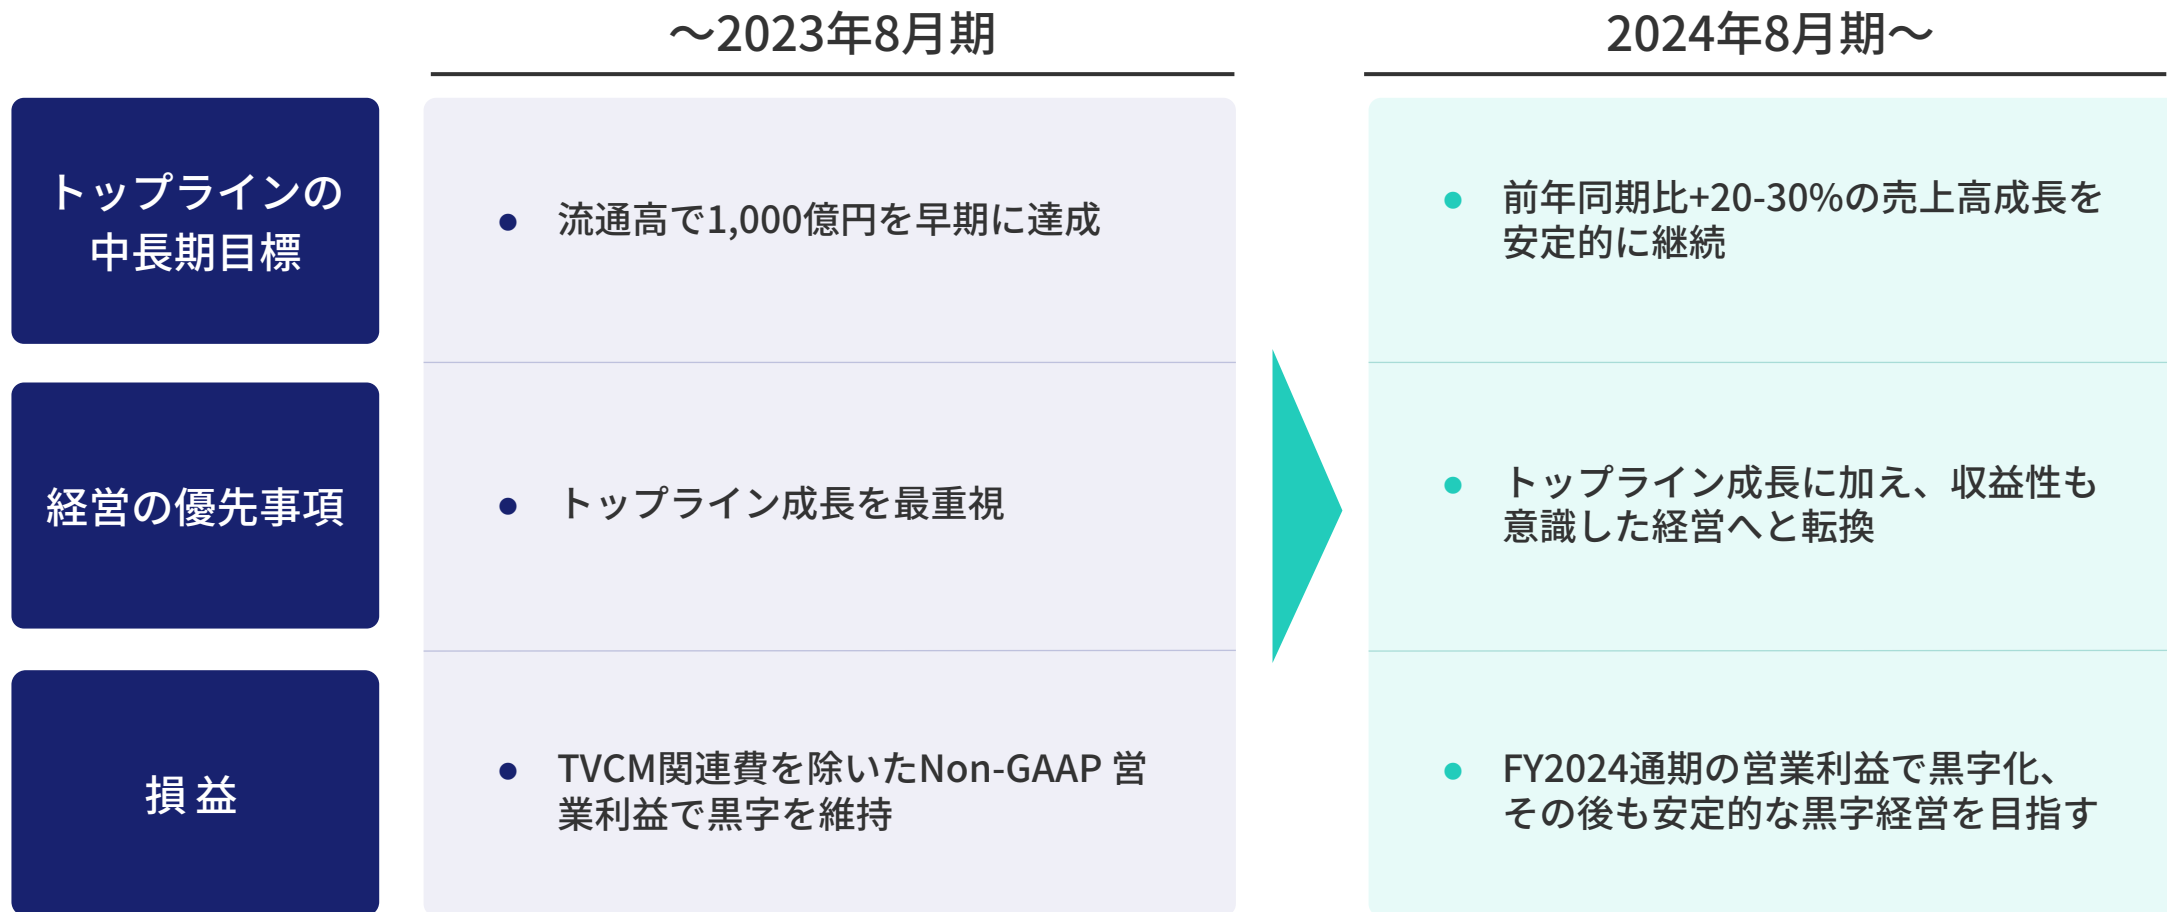 ～2023年8月期
2024年8月期～
トップラインの
中長期目標
● 流通高で1,000億円を早期に達成
● 前年同期比+20-30%の売上高成長を
安定的に継続
経営の優先事項
● トップライン成長を最重視
● トップライン成長に加え、収益性も
意識した経営へと転換
損 益
● TVCM関連費を除いたNon-GAAP 営
業利益で黒字を維持
● FY2024通期の営業利益で黒字化、
その後も安定的な黒字経営を目指す